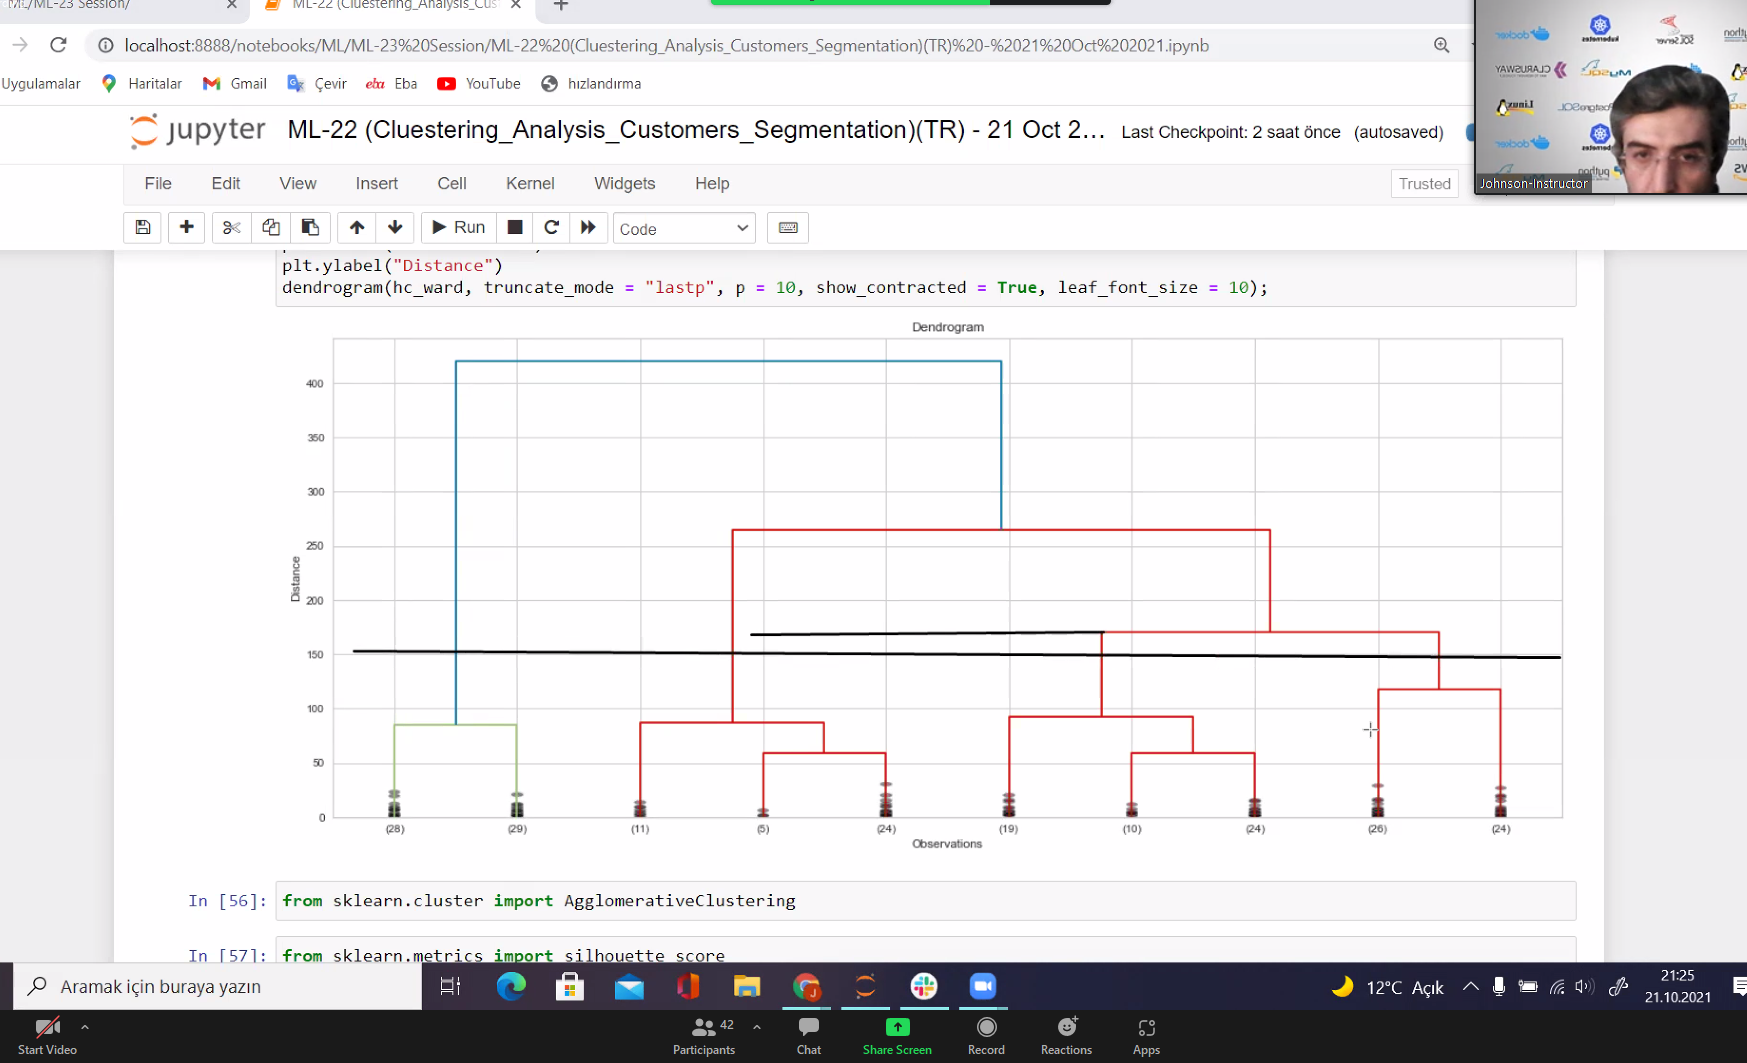 ML/ML-23 Session/
ML-22 (Cluestering_Analysis_Cus
localhost:8888/notebooks/ML/ML-23%20Session/ML-22%20(Cluestering_Analysis_Customers_Segmentation)(TR)%20-%2021%20Oct%202021.ipynb
Uygulamalar
Haritalar
Gmail
Çevir
eba Eba
YouTube
hızlandırma
jupyter
ML-22 (Cluestering_Analysis_Customers_Segmentation)(TR) - 21 Oct 2...
Last Checkpoint: 2 saat önce (autosaved)
File Edit View Insert Cell Kernel Widgets Help
Trusted
Johnson-Instructor
Run
Code
plt.ylabel("Distance")
dendrogram(hc_ward, truncate_mode = "lastp", p = 10, show_contracted = True, leaf_font_size = 10);
Dendrogram
400
350
300
250
200
150
100
50
0
Distance
(28) (29) (11) (5) (24) (19) (10) (24) (26) (24)
Observations
In [56]: from sklearn.cluster import AgglomerativeClustering
In [57]: from sklearn.metrics import silhouette_score
Aramak için buraya yazın
12°C Açık
21:25
21.10.2021
Start Video
42
Participants
Chat
Share Screen
Record
Reactions
Apps